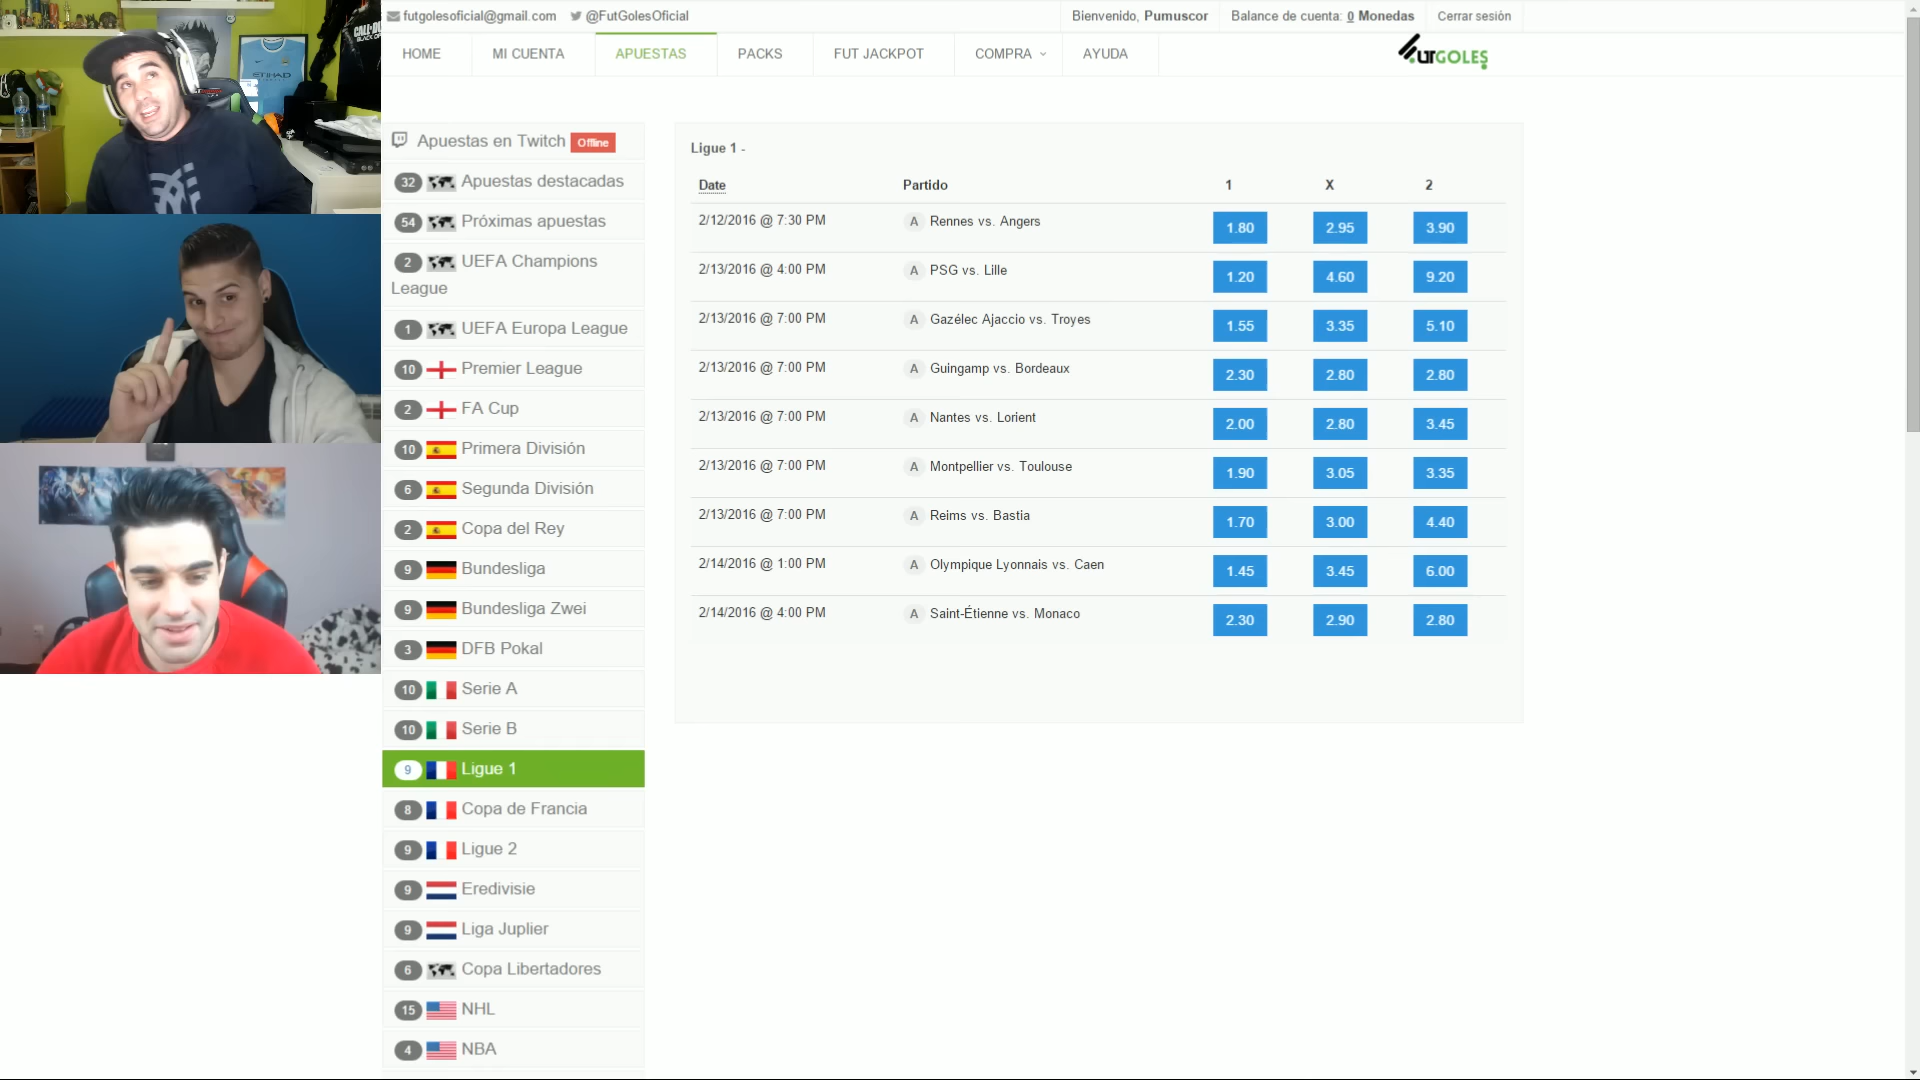 CALL OF DUTY
BLACK OPS
ETIHAD
futgolesoficial@gmail.com @FutGolesOficial Bienvenido, Pumuscor Balance de cuenta: 0 Monedas Cerrar sesión
HOME MI CUENTA APUESTAS PACKS FUT JACKPOT COMPRA AYUDA FUTGOLES
Apuestas en Twitch Offline
32 Apuestas destacadas
54 Próximas apuestas
2 UEFA Champions
League
1 UEFA Europa League
10 Premier League
2 FA Cup
10 Primera División
6 Segunda División
2 Copa del Rey
9 Bundesliga
9 Bundesliga Zwei
3 DFB Pokal
10 Serie A
10 Serie B
9 Ligue 1
8 Copa de Francia
9 Ligue 2
9 Eredivisie
9 Liga Juplier
6 Copa Libertadores
15 NHL
4 NBA
Ligue 1 -
Date Partido 1 X 2
2/12/2016 @ 7:30 PM A Rennes vs. Angers 1.80 2.95 3.90
2/13/2016 @ 4:00 PM A PSG vs. Lille 1.20 4.60 9.20
2/13/2016 @ 7:00 PM A Gazélec Ajaccio vs. Troyes 1.55 3.35 5.10
2/13/2016 @ 7:00 PM A Guingamp vs. Bordeaux 2.30 2.80 2.80
2/13/2016 @ 7:00 PM A Nantes vs. Lorient 2.00 2.80 3.45
2/13/2016 @ 7:00 PM A Montpellier vs. Toulouse 1.90 3.05 3.35
2/13/2016 @ 7:00 PM A Reims vs. Bastia 1.70 3.00 4.40
2/14/2016 @ 1:00 PM A Olympique Lyonnais vs. Caen 1.45 3.45 6.00
2/14/2016 @ 4:00 PM A Saint-Étienne vs. Monaco 2.30 2.90 2.80